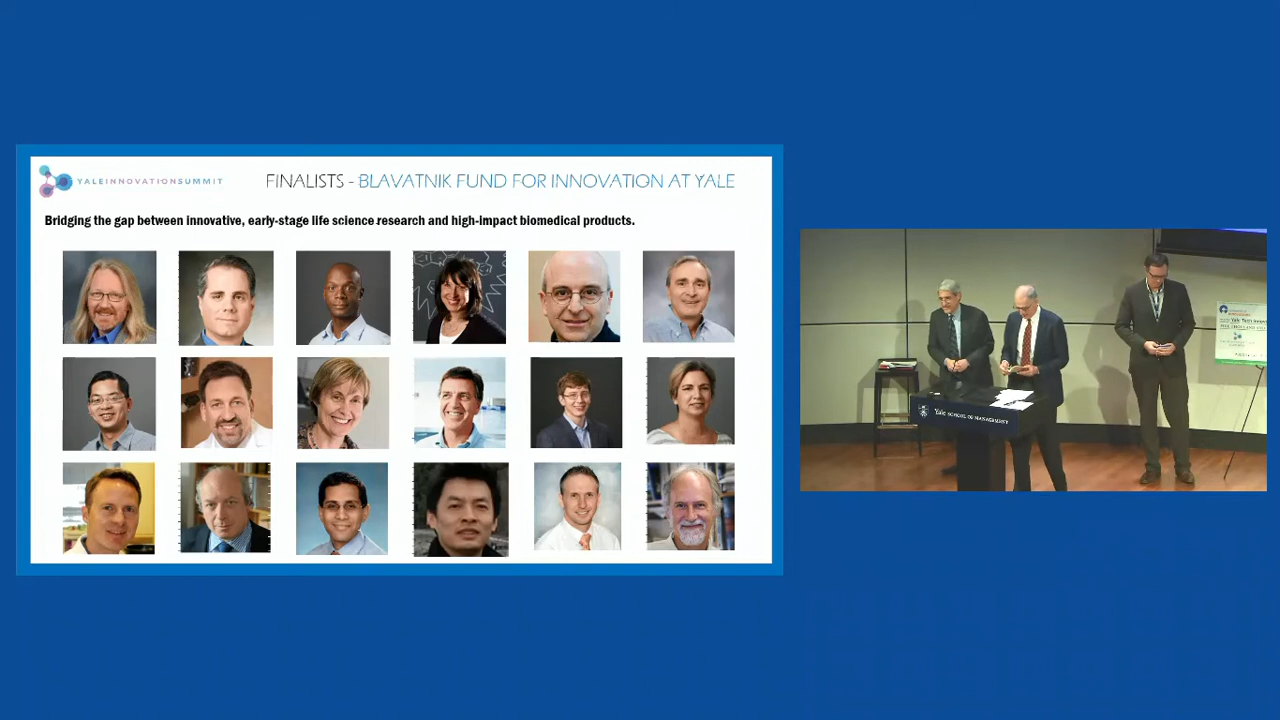 YALEINNOVATIONSUMMIT
FINALISTS - BLAVATNIK FUND FOR INNOVATION AT YALE
Bridging the gap between innovative, early-stage life science research and high-impact biomedical products.
Yale SCHOOL OF MANAGEMENT